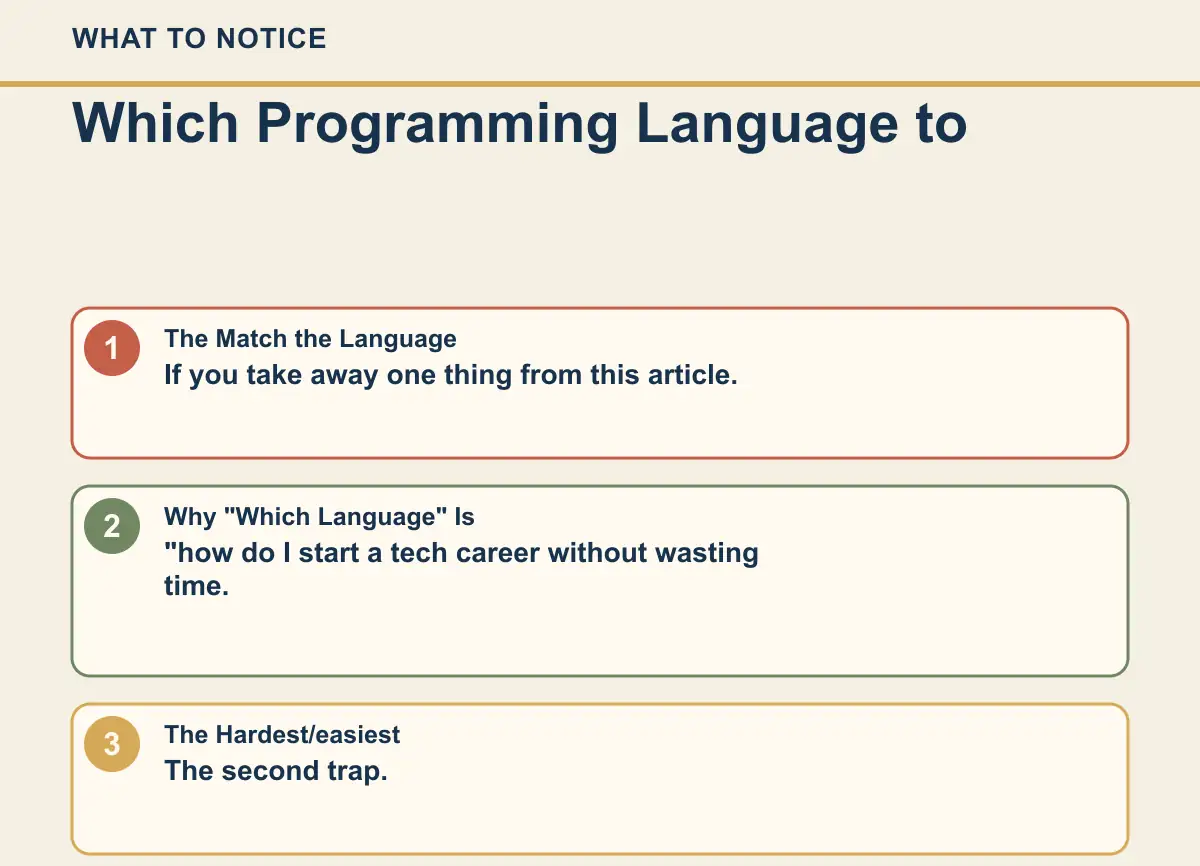 WHAT TO NOTICE
Which Programming Language to
1
The Match the Language
If you take away one thing from this article.
2
Why "Which Language" Is
"how do I start a tech career without wasting
time.
3
The Hardest/easiest
The second trap.